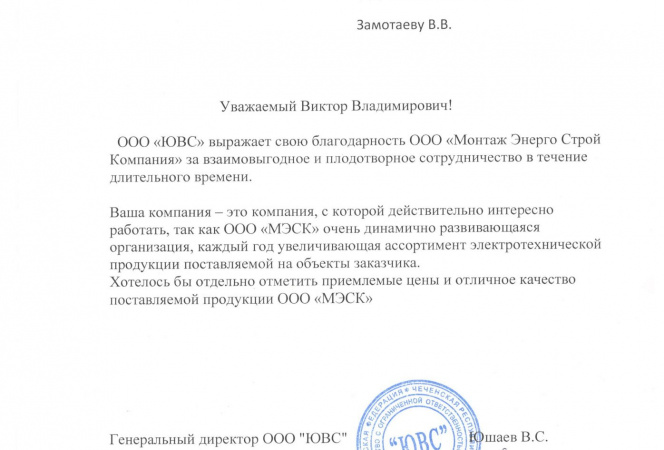 Замотаеву В.В.
Уважаемый Виктор Владимирович!
ООО «ЮВС» выражает свою благодарность ООО «Монтаж Энерго Строй
Компания» за взаимовыгодное и плодотворное сотрудничество в течение
длительного времени.
Ваша компания – это компания, с которой действительно интересно
работать, так как ООО «МЭСК» очень динамично развивающаяся
организация, каждый год увеличивающая ассортимент электротехнической
продукции поставляемой на объекты заказчика.
Хотелось бы отдельно отметить приемлемые цены и отличное качество
поставляемой продукции ООО «МЭСК»
Генеральный директор ООО "ЮВС"
Юшаев В.С.
ФЕДЕРАЦИЯ ЧЕЧЕНСКАЯ
С ОГРАНИЧЕННОЙ
"ЮВС"